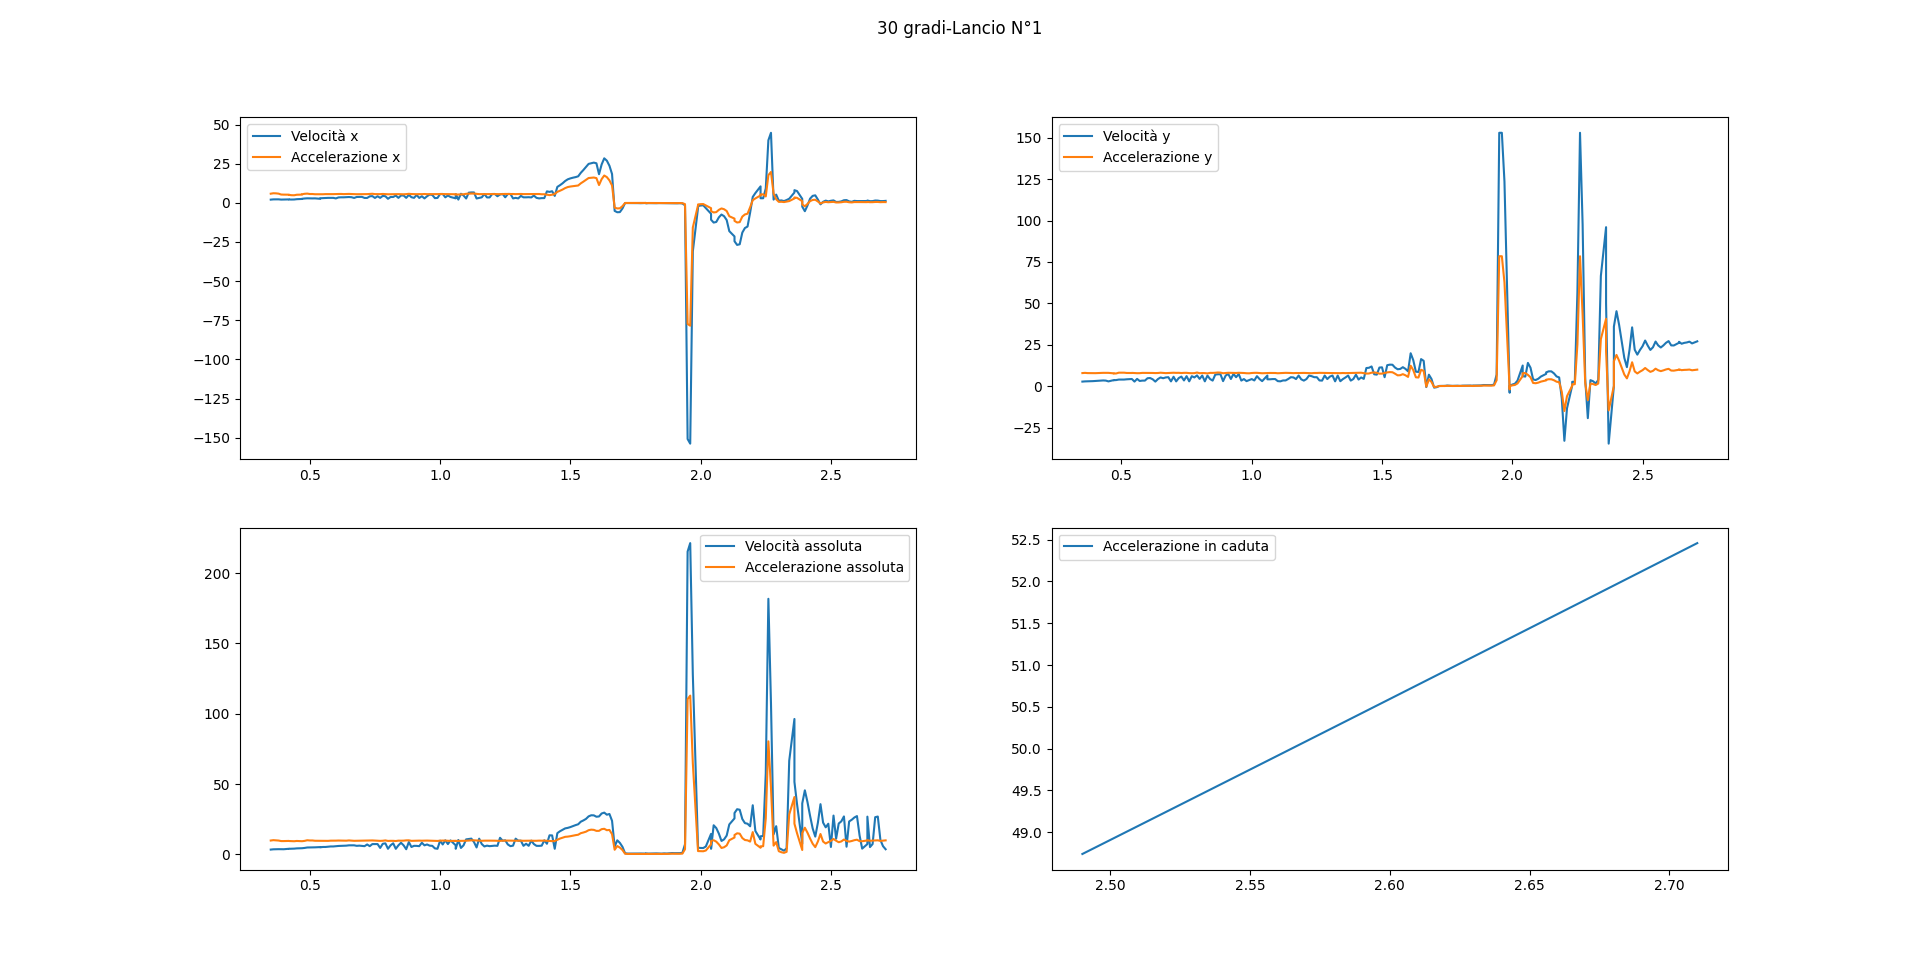 30 gradi-Lancio N°1
Velocità x
Accelerazione x
50
25
0
−25
−50
−75
−100
−125
−150
0.5 1.0 1.5 2.0 2.5
Velocità y
Accelerazione y
150
125
100
75
50
25
0
−25
0.5 1.0 1.5 2.0 2.5
Velocità assoluta
Accelerazione assoluta
200
150
100
50
0
0.5 1.0 1.5 2.0 2.5
Accelerazione in caduta
52.5
52.0
51.5
51.0
50.5
50.0
49.5
49.0
2.50 2.55 2.60 2.65 2.70